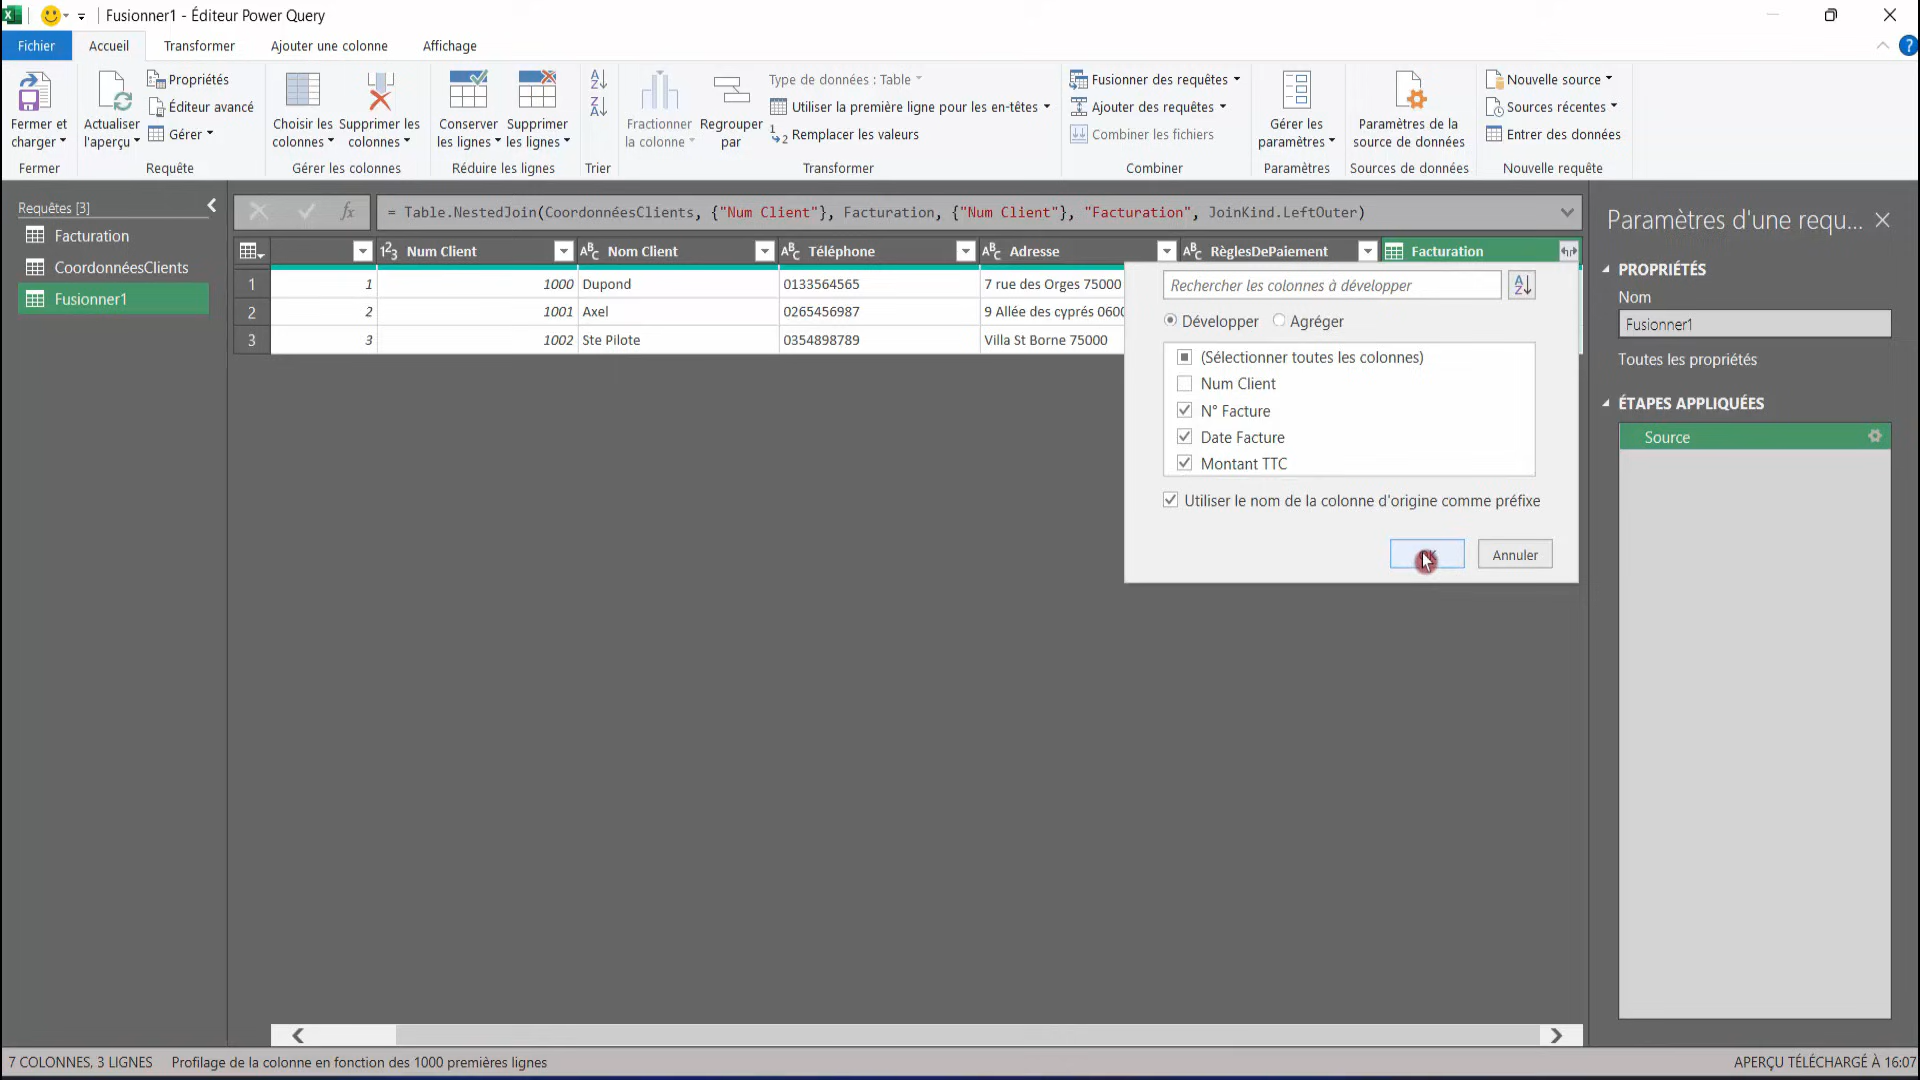 Fusionner1 - Éditeur Power Query
Fichier
Accueil
Transformer
Ajouter une colonne
Affichage
?
Fermer et
charger
Fermer
Actualiser
l'aperçu
Propriétés
Éditeur avancé
Gérer
Requête
Choisir les
colonnes
Supprimer les
colonnes
Gérer les colonnes
Conserver
les lignes
Supprimer
les lignes
Réduire les lignes
Trier
Fractionner
la colonne
Regrouper
par
Type de données : Table
Utiliser la première ligne pour les en-têtes
Remplacer les valeurs
Transformer
Fusionner des requêtes
Ajouter des requêtes
Combiner les fichiers
Combiner
Gérer les
paramètres
Paramètres
Paramètres de la
source de données
Sources de données
Nouvelle source
Sources récentes
Entrer des données
Nouvelle requête
Requêtes [3]
Facturation
CoordonnéesClients
Fusionner1
fx = Table.NestedJoin(CoordonnéesClients, {"Num Client"}, Facturation, {"Num Client"}, "Facturation", JoinKind.LeftOuter)
Num Client Nom Client Téléphone Adresse RèglesDePaiement Facturation
1 1 1000 Dupond 0133564565 7 rue des Orges 75000
2 2 1001 Axel 0265456987 9 Allée des cyprés 0600
3 3 1002 Ste Pilote 0354898789 Villa St Borne 75000
Rechercher les colonnes à développer
Développer Agréger
(Sélectionner toutes les colonnes)
Num Client
N° Facture
Date Facture
Montant TTC
Utiliser le nom de la colonne d'origine comme préfixe
Annuler
Paramètres d'une requ...
PROPRIÉTÉS
Nom
Fusionner1
Toutes les propriétés
ÉTAPES APPLIQUÉES
Source
7 COLONNES, 3 LIGNES Profilage de la colonne en fonction des 1000 premières lignes
APERÇU TÉLÉCHARGÉ À 16:07